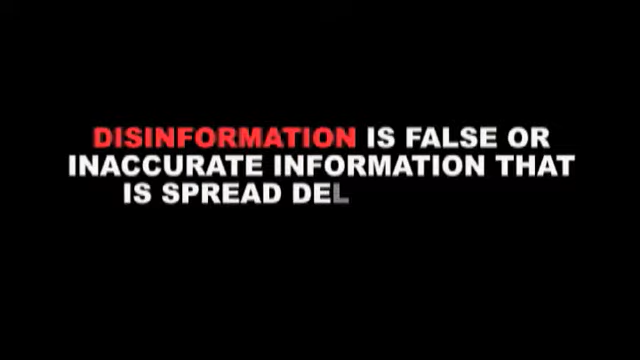 DISINFORMATION IS FALSE OR
INACCURATE INFORMATION THAT
IS SPREAD DEL